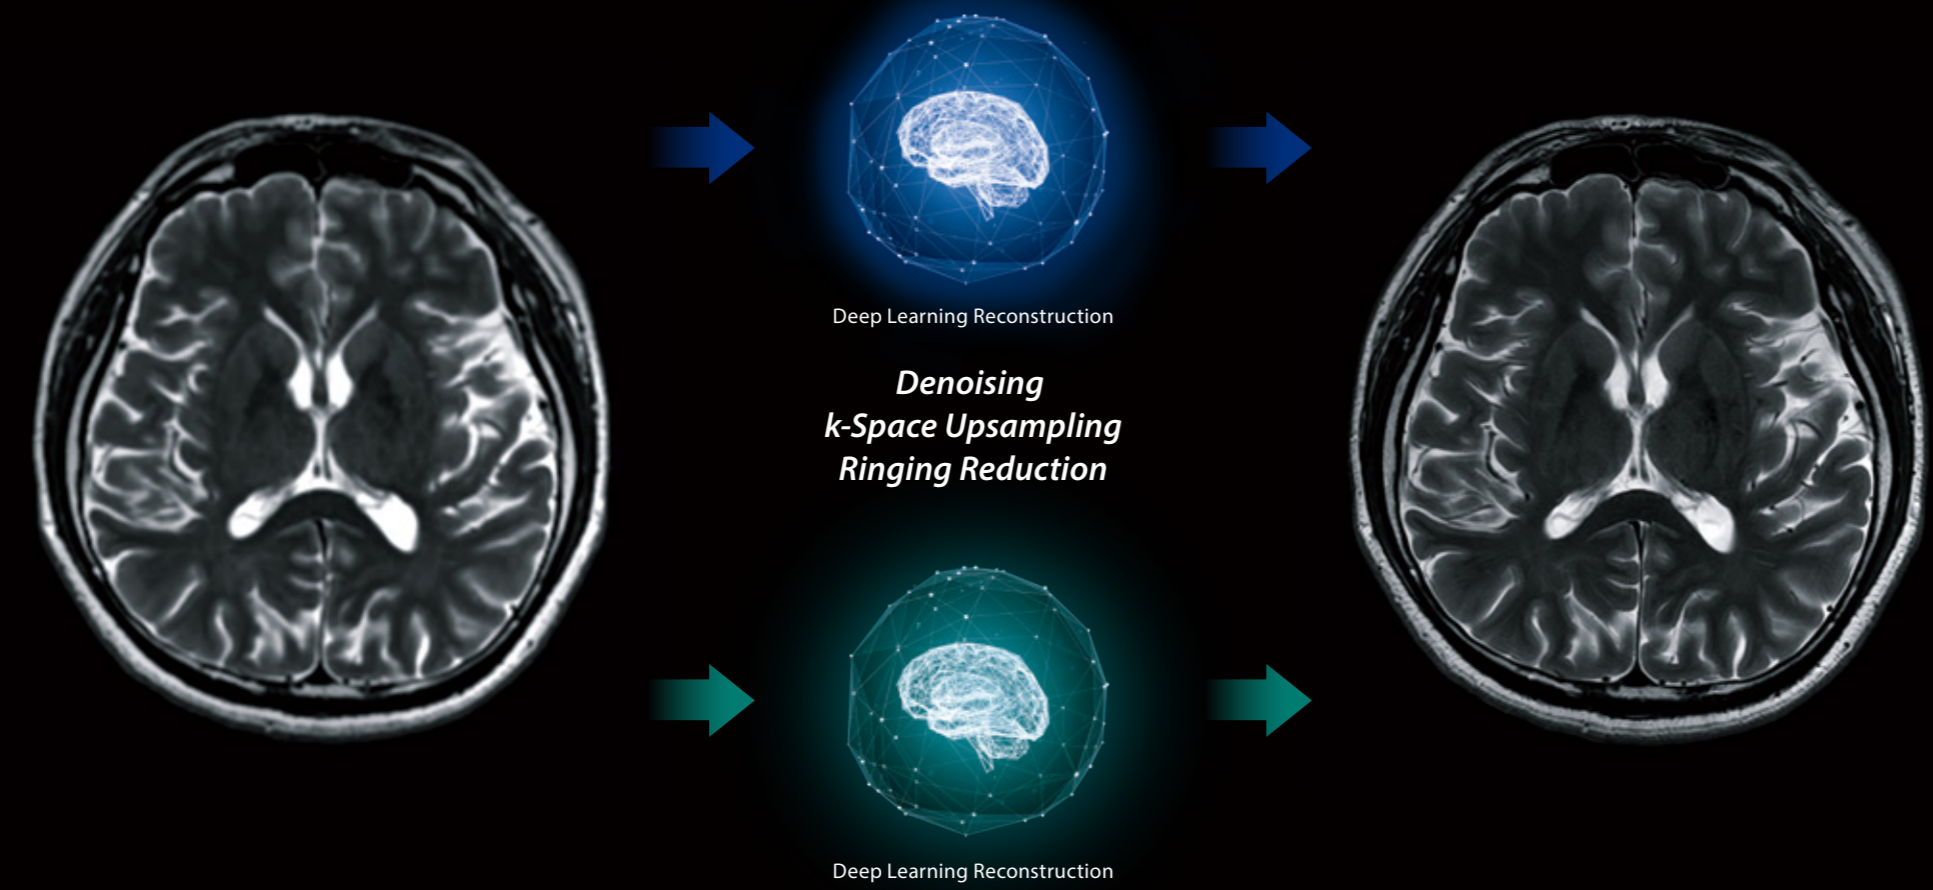 Deep Learning Reconstruction
Denoising
k-Space Upsampling
Ringing Reduction
Deep Learning Reconstruction